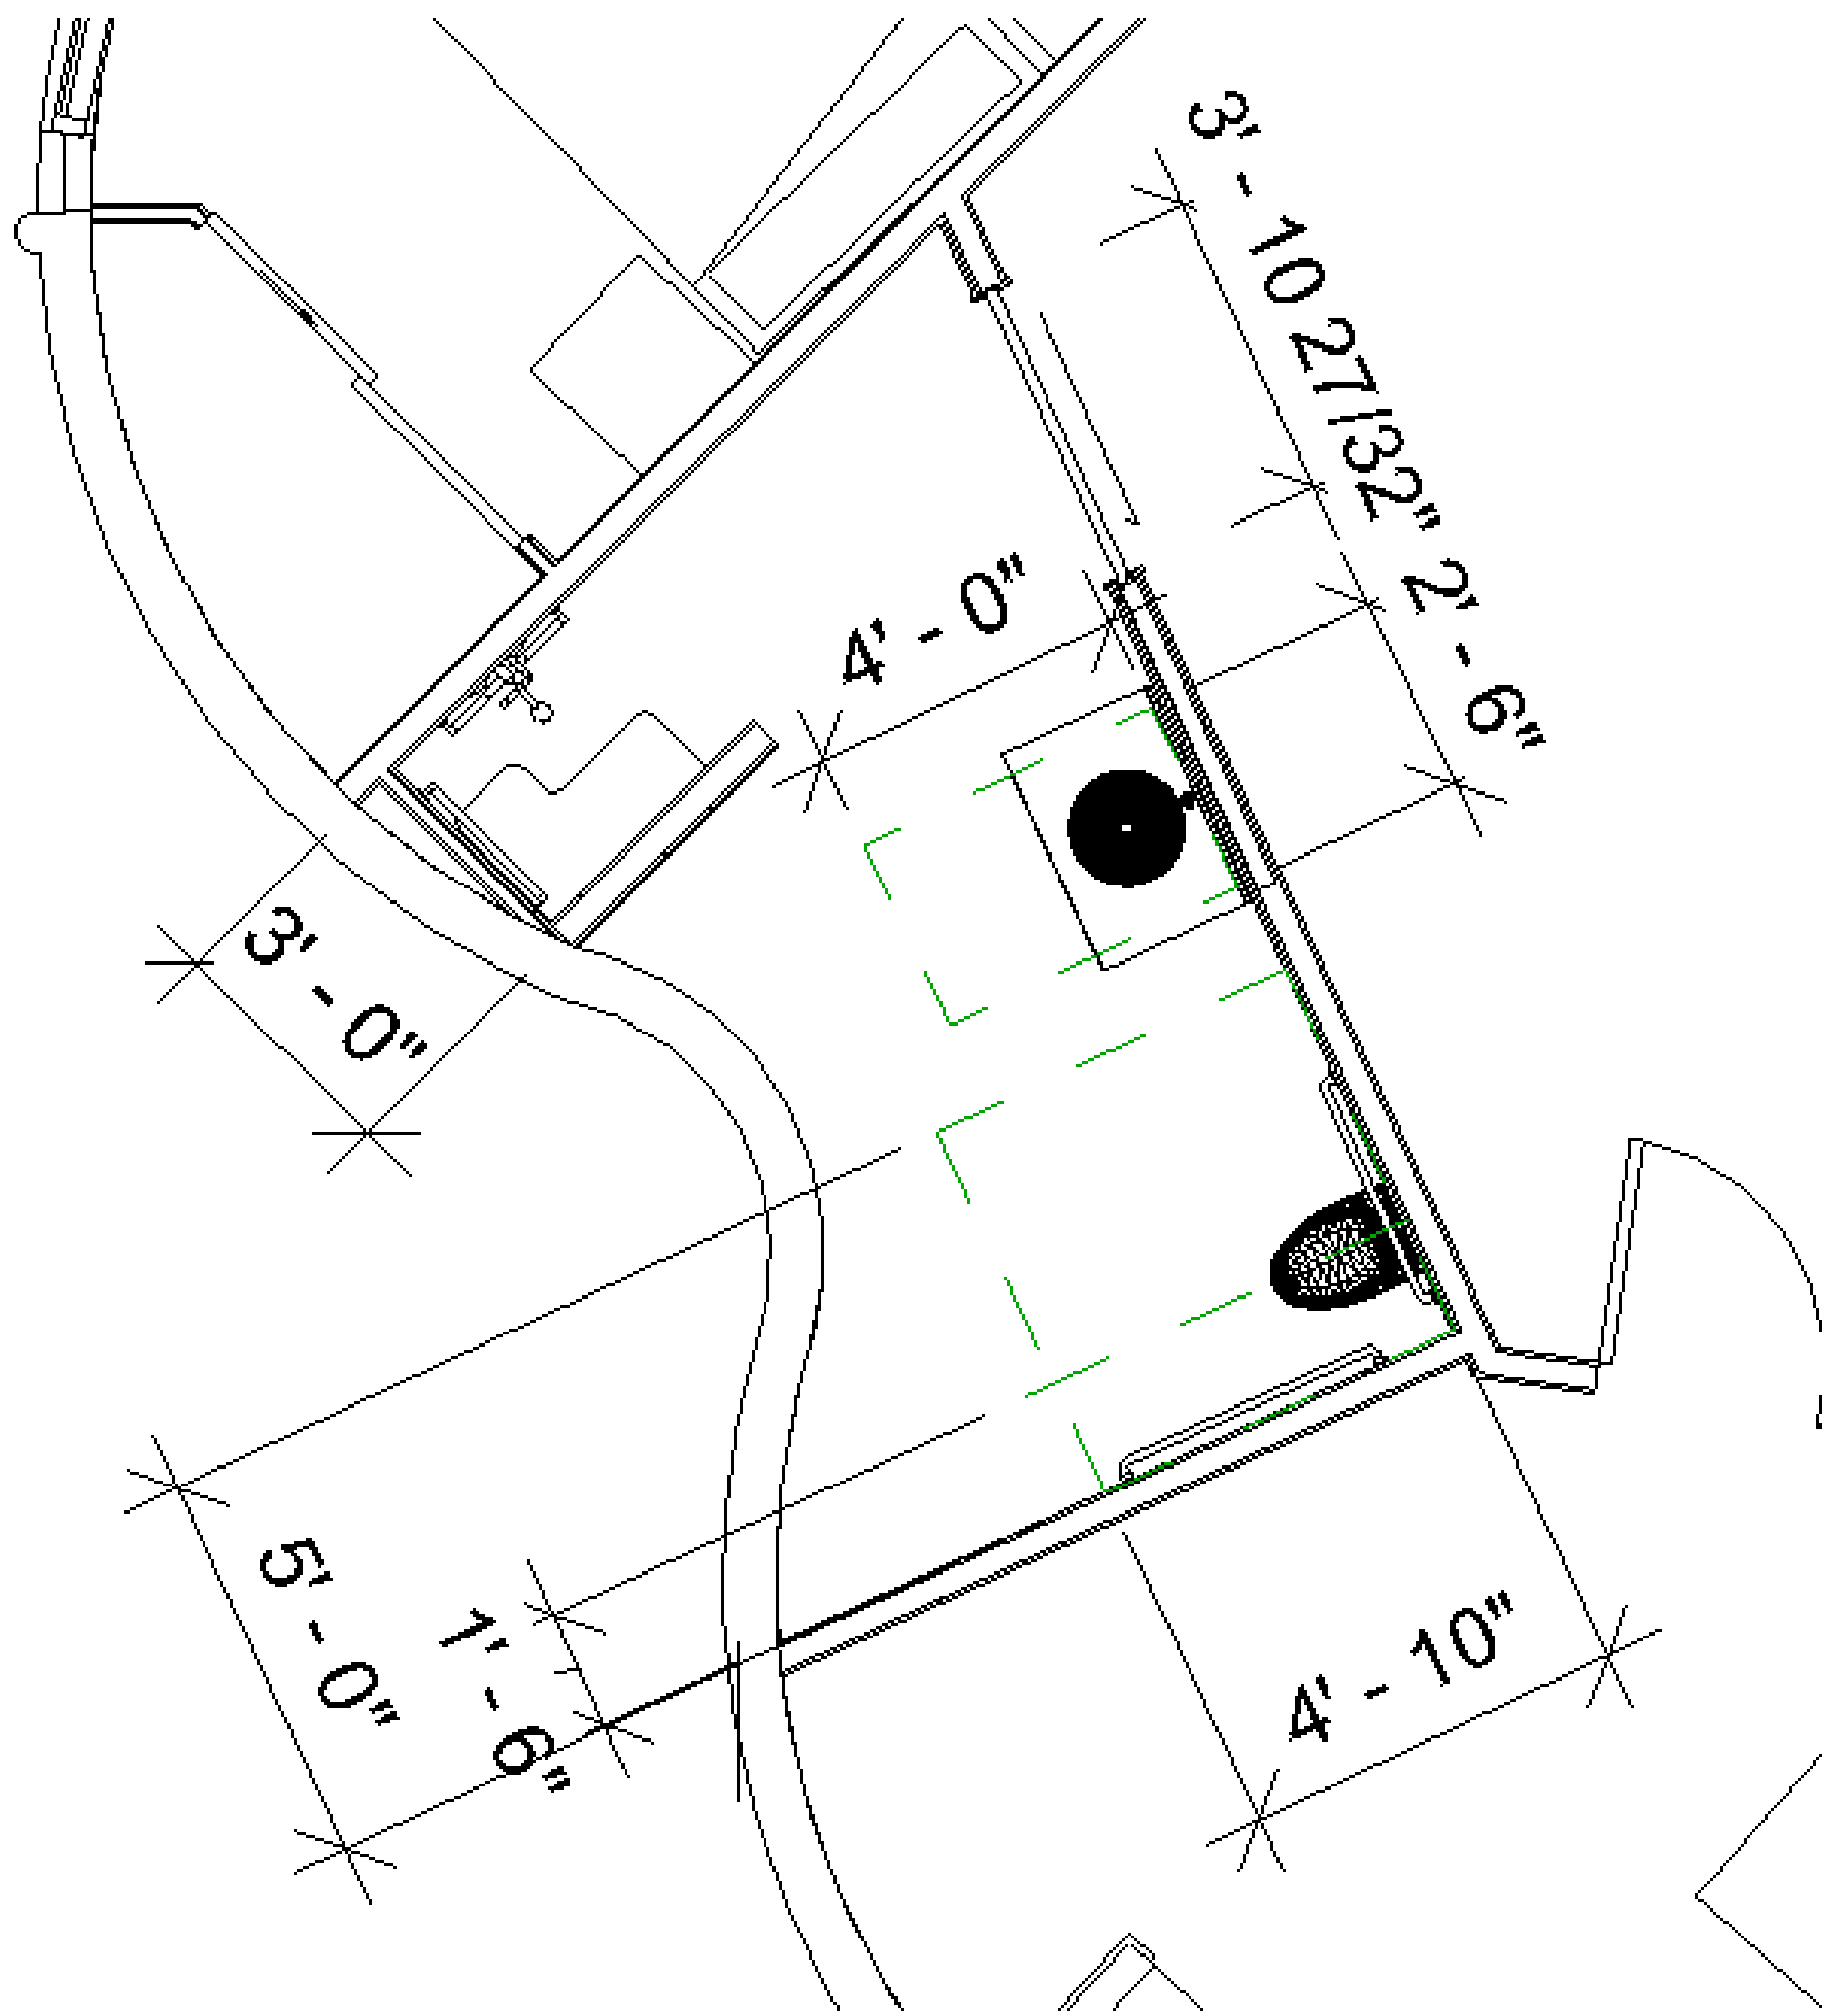 3' - 10 27/32"
2' - 6"
4' - 0"
3' - 0"
5' - 0"
1' - 6"
4' - 10"